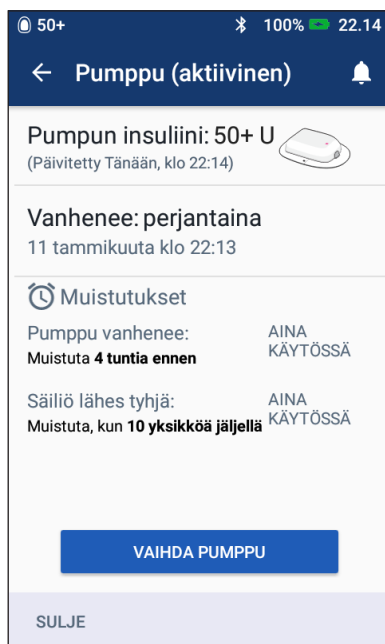 50+ 100% 22.14
Pumppu (aktiivinen)
Pumpun insuliini: 50+ U
(Päivitetty Tänään, klo 22:14)
Vanhenee: perjantaina
11 tammikuuta klo 22:13
Muistutukset
Pumppu vanhenee: AINA
KÄYTÖSSÄ
Muistuta 4 tuntia ennen
Säiliö lähes tyhjä: AINA
KÄYTÖSSÄ
Muistuta, kun 10 yksikköä jäljellä
VAIHDA PUMPPU
SULJE